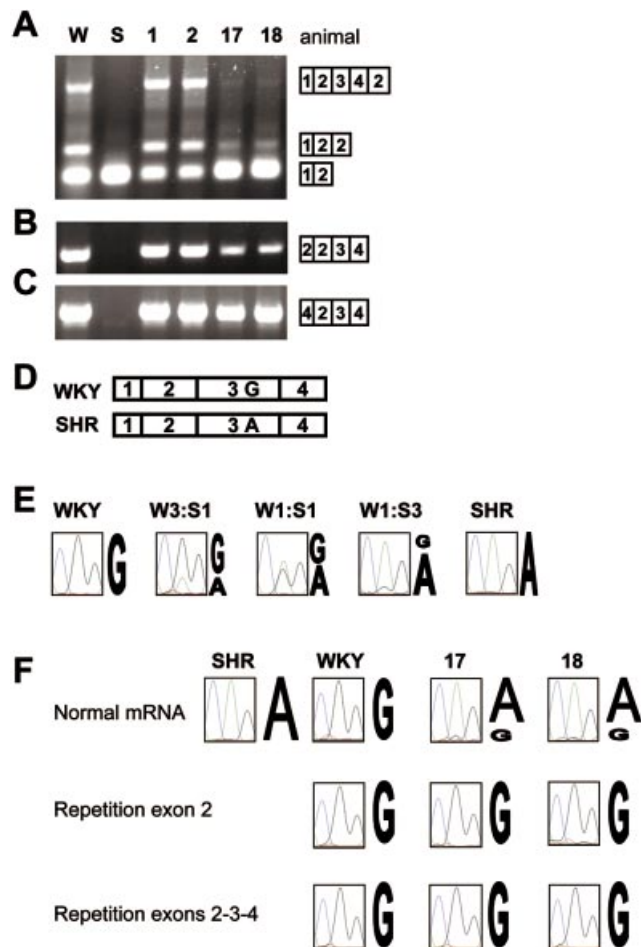 A
W S 1 2 17 18 animal
1 2 3 4 2
1 2 2
1 2
B
2 2 3 4
C
4 2 3 4
D
WKY 1 2 3 G 4
SHR 1 2 3 A 4
E
WKY W3:S1 W1:S1 W1:S3 SHR
G G A G A G A A
F
SHR WKY 17 18
Normal mRNA A G A G A G
Repetition exon 2 G G G
Repetition exons 2-3-4 G G G